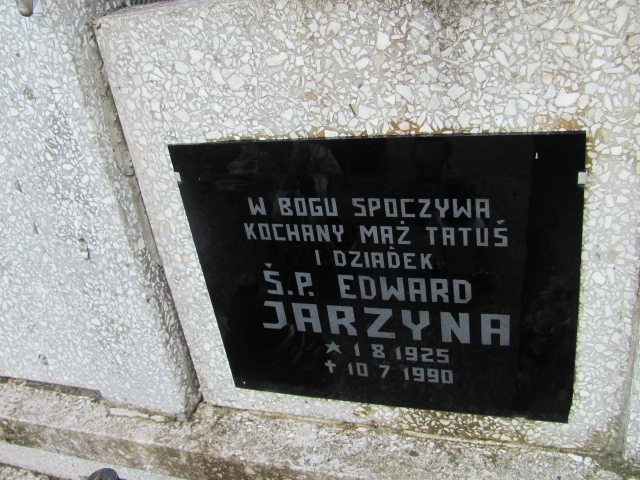 W BOGU SPOCZYWA
KOCHANY MĄŻ TATUŚ
I DZIADEK
Ś.P. EDWARD
JARZYNA
* 1 8 1925
✝ 10 7 1990